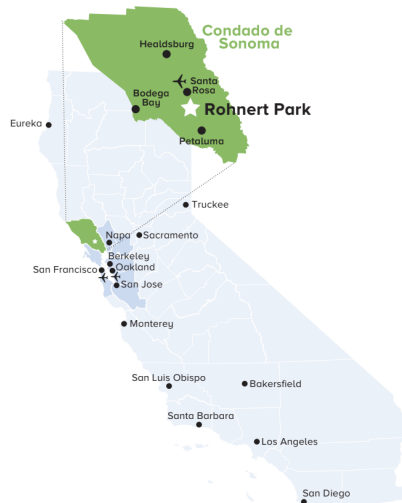 Condado de
Sonoma
Healdsburg
Santa
Rosa
Bodega
Bay
Rohnert Park
Petaluma
Eureka
Truckee
Napa
Sacramento
Berkeley
San Francisco
Oakland
San Jose
Monterey
San Luis Obispo
Bakersfield
Santa Barbara
Los Angeles
San Diego